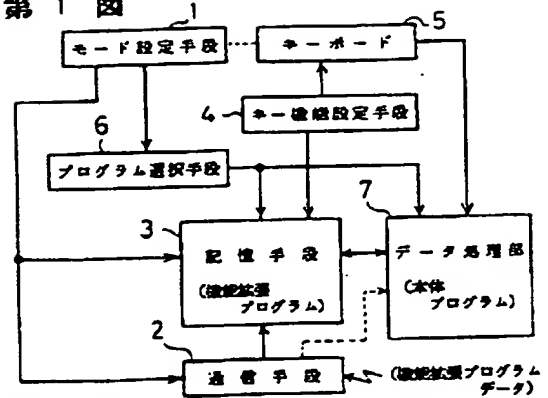 第 1 図
1
5
モード設定手段
キーボード
4
キー機能設定手段
6
プログラム選択手段
7
3
記憶手段
(機能拡張
プログラム)
データ処理部
(本体
プログラム)
2
通信手段
(機能拡張プログラム
データ)